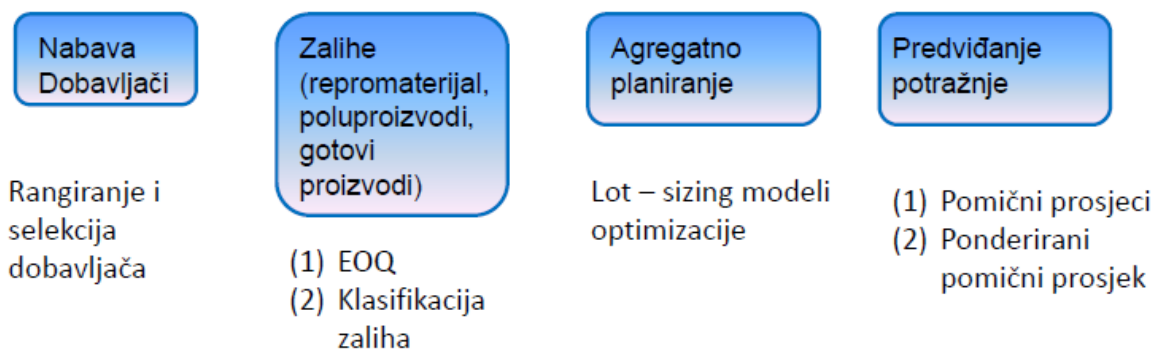 Nabava
Dobavljači
Rangiranje i
selekcija
dobavljača
Zalihe
(repromaterijal,
poluproizvodi,
gotovi
proizvodi)
(1) EOQ
(2) Klasifikacija
zaliha
Agregatno
planiranje
Lot – sizing modeli
optimizacije
Predviđanje
potražnje
(1) Pomični prosjeci
(2) Ponderirani
pomični prosjek